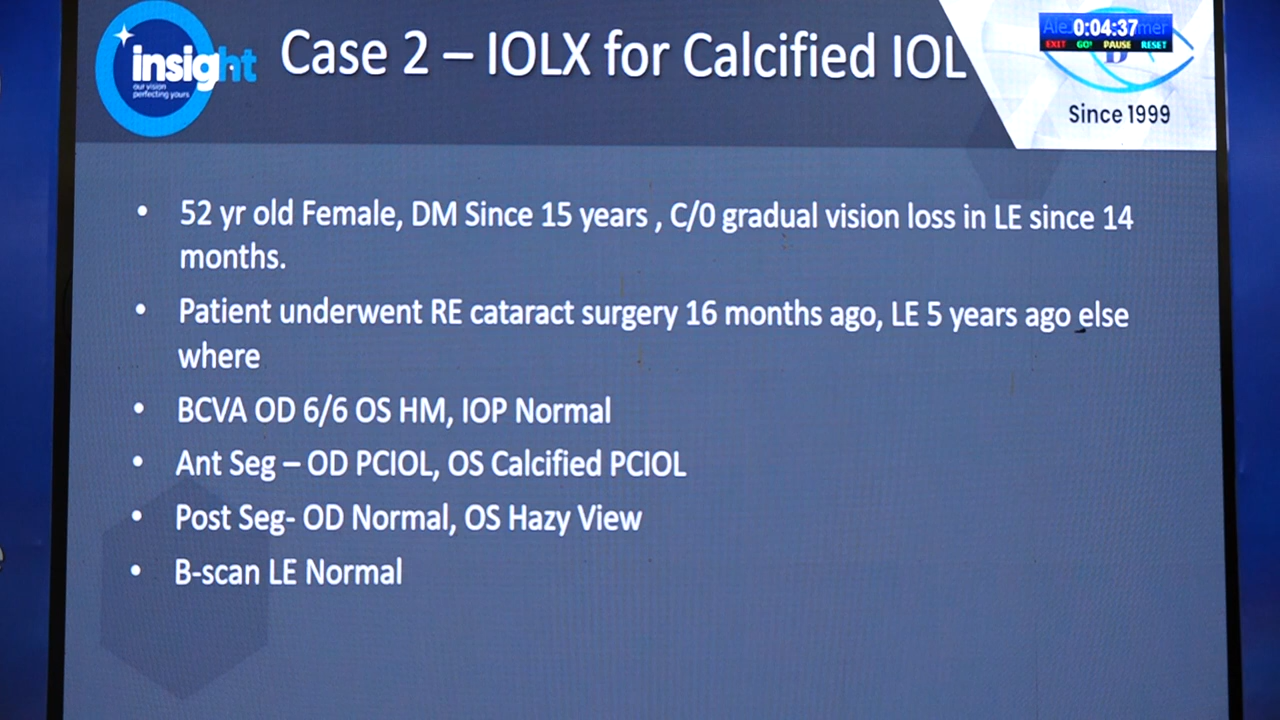 insight
our vision
perfecting yours
Case 2 – IOLX for Calcified IOL
0:04:37
EXIT GO! PAUSE RESET
Since 1999
• 52 yr old Female, DM Since 15 years , C/0 gradual vision loss in LE since 14
months.
• Patient underwent RE cataract surgery 16 months ago, LE 5 years ago else
where
• BCVA OD 6/6 OS HM, IOP Normal
• Ant Seg – OD PCIOL, OS Calcified PCIOL
• Post Seg- OD Normal, OS Hazy View
• B-scan LE Normal